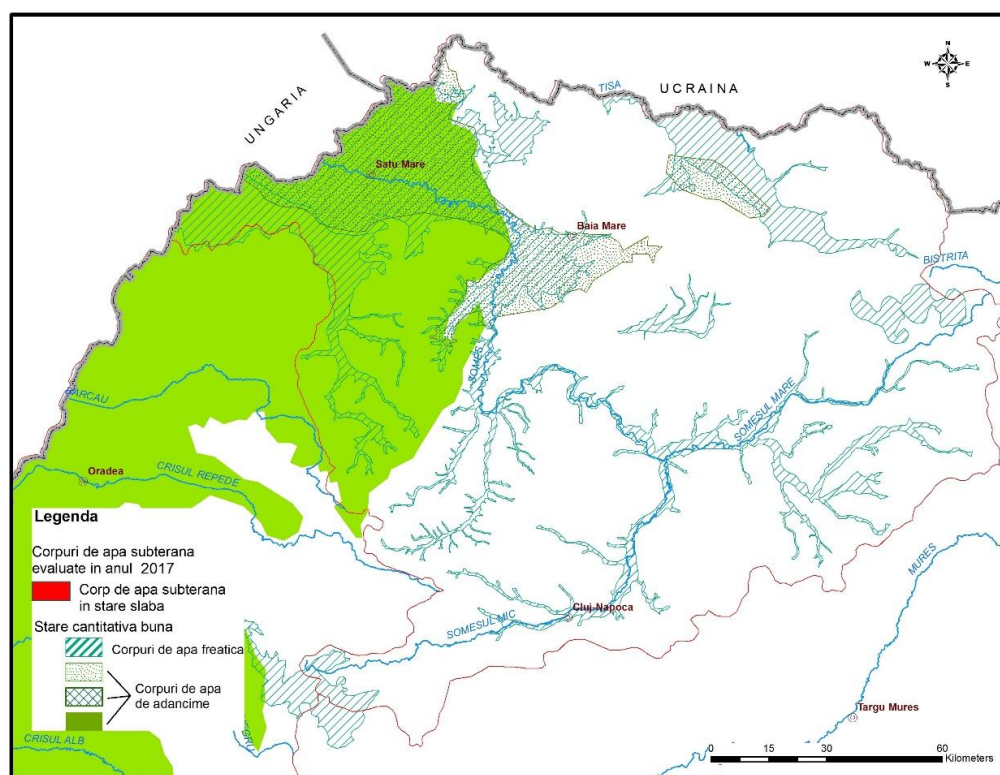 N
W E
S
UNGARIA
UCRAINA
TISA
Satu Mare
Baia Mare
BISTRITA
SOMES
BARCAU
SOMESUL MARE
Oradea
CRISUL REPEDE
Legenda
Corpuri de apa subterana
evaluate in anul 2017
Corp de apa subterana
in stare slaba
Stare cantitativa buna
Corpuri de apa freatica
Corpuri de apa
de adancime
MURES
Cluj-Napoca
SOMESUL MIC
Targu Mures
CRISUL ALB
0 15 30 60
Kilometers